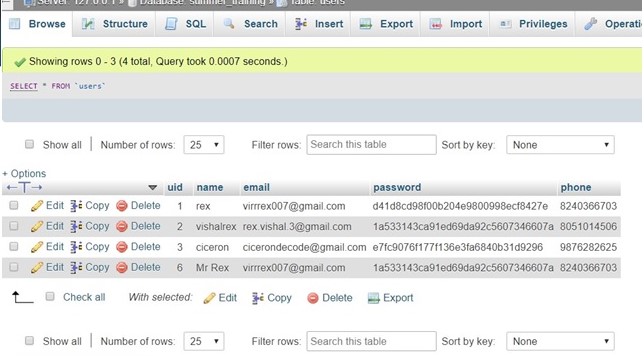 Server: 127.0.0.1 » Database: summer_training » Table: users
Browse Structure SQL Search Insert Export Import Privileges Operati
Showing rows 0 - 3 (4 total, Query took 0.0007 seconds.)
SELECT * FROM `users`
Show all Number of rows: 25 Filter rows: Search this table Sort by key: None
+ Options
←T→ uid name email password phone
Edit Copy Delete 1 rex virrrex007@gmail.com d41d8cd98f00b204e9800998ecf8427e 8240366703
Edit Copy Delete 2 vishalrex rex.vishal.3@gmail.com 1a533143ca91ed69da92c5607346607a 8051014506
Edit Copy Delete 3 ciceron cicerondecode@gmail.com e7fc9076f177f136e3fa6840b31d9296 9876282625
Edit Copy Delete 6 Mr Rex virrrex007@gmail.com 1a533143ca91ed69da92c5607346607a 8240366703
Check all With selected: Edit Copy Delete Export
Show all Number of rows: 25 Filter rows: Search this table Sort by key: None